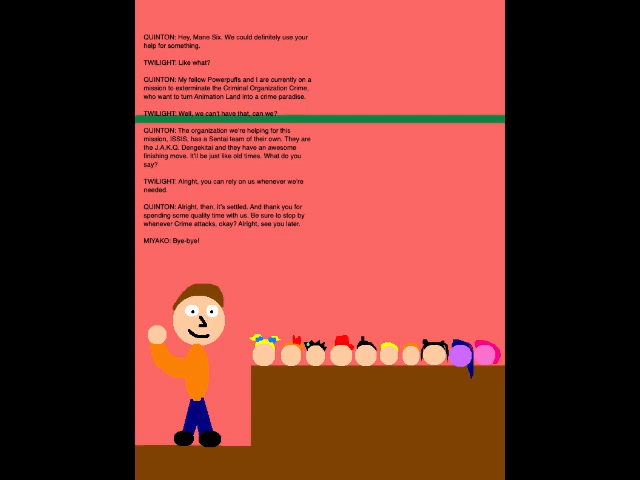 QUINTON: Hey, Mane Six. We could definitely use your
help for something.
TWILIGHT: Like what?
QUINTON: My fellow Powerpuffs and I are currently on a
mission to exterminate the Criminal Organization Crime,
who want to turn Animation Land into a crime paradise.
TWILIGHT: Well, we can't have that, can we?
QUINTON: The organization we're helping for this
mission, ISSIS, has a Sentai team of their own. They are
the J.A.K.Q. Dengekitai and they have an awesome
finishing move. It'll be just like old times. What do you
say?
TWILIGHT: Alright, you can rely on us whenever we're
needed.
QUINTON: Alright, then, it's settled. And thank you for
spending some quality time with us. Be sure to stop by
whenever Crime attacks, okay? Alright, see you later.
MIYAKO: Bye-bye!